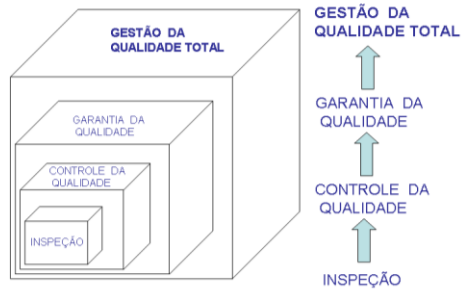 GESTÃO DA
QUALIDADE TOTAL
GARANTIA DA
QUALIDADE
CONTROLE DA
QUALIDADE
INSPEÇÃO
GESTÃO DA
QUALIDADE TOTAL
GARANTIA DA
QUALIDADE
CONTROLE DA
QUALIDADE
INSPEÇÃO